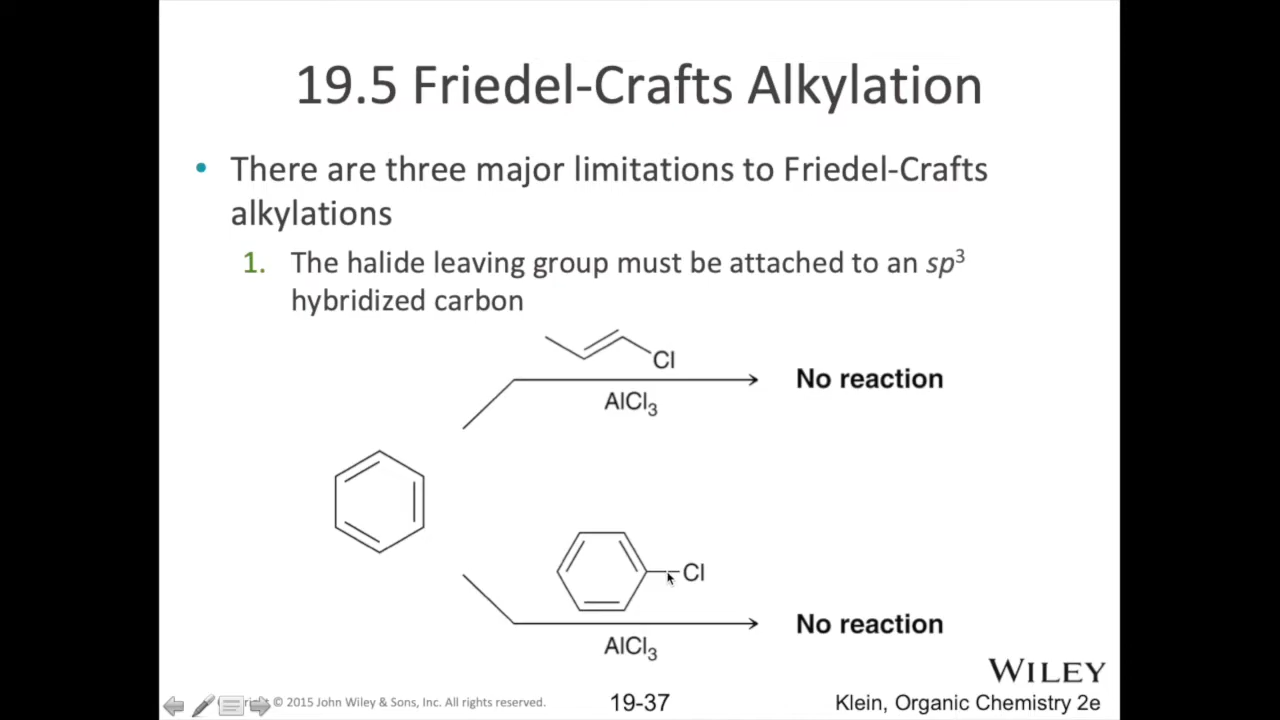 19.5 Friedel-Crafts Alkylation
• There are three major limitations to Friedel-Crafts
alkylations
1. The halide leaving group must be attached to an sp³
hybridized carbon
Cl
AlCl₃
No reaction
Cl
AlCl₃
No reaction
WILEY
© 2015 John Wiley & Sons, Inc. All rights reserved.
19-37
Klein, Organic Chemistry 2e